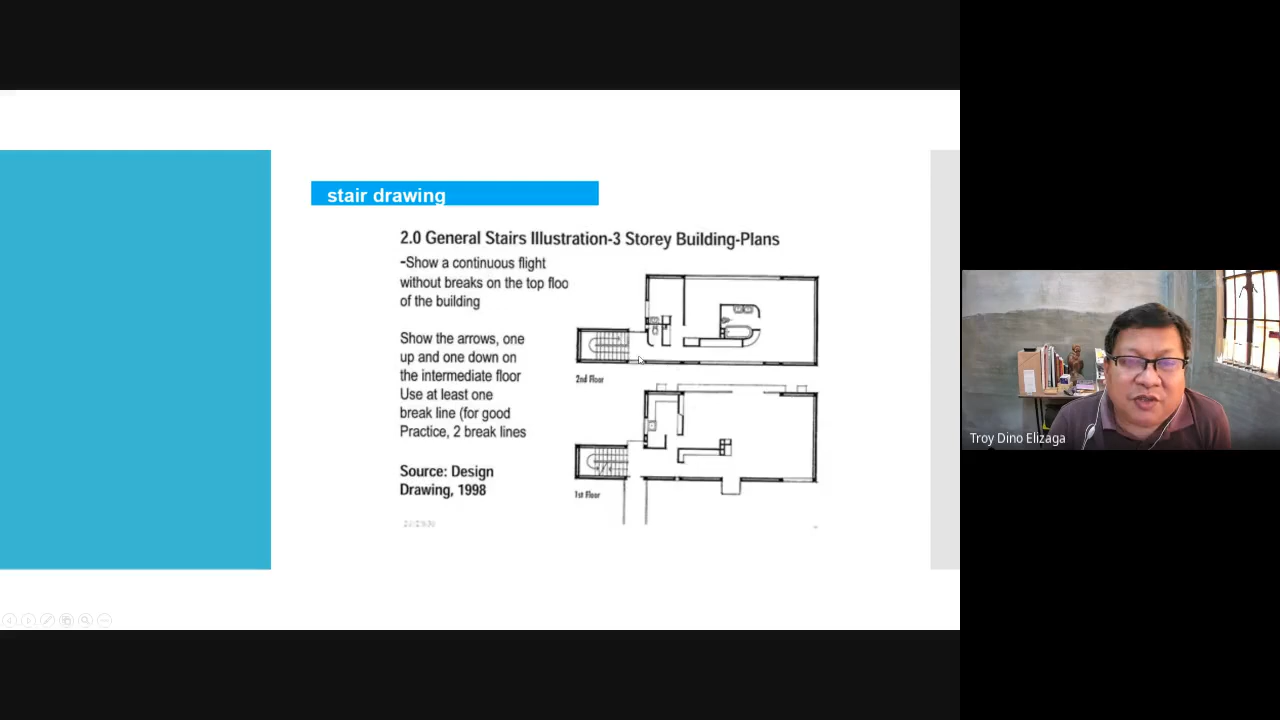 stair drawing
2.0 General Stairs Illustration-3 Storey Building-Plans
-Show a continuous flight
without breaks on the top floo
of the building
Show the arrows, one
up and one down on
the intermediate floor
Use at least one
break line (for good
Practice, 2 break lines
Source: Design
Drawing, 1998
2nd Floor
1st Floor
Troy Dino Elizaga